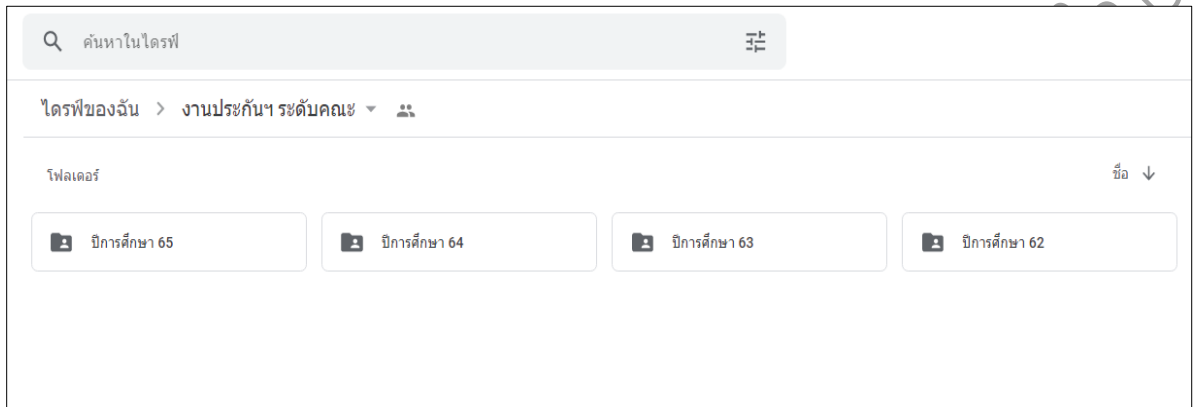 ค้นหาในไดรฟ์
ไดรฟ์ของฉัน > งานประกันฯ ระดับคณะ
โฟลเดอร์ ชื่อ
ปีการศึกษา 65 ปีการศึกษา 64 ปีการศึกษา 63 ปีการศึกษา 62